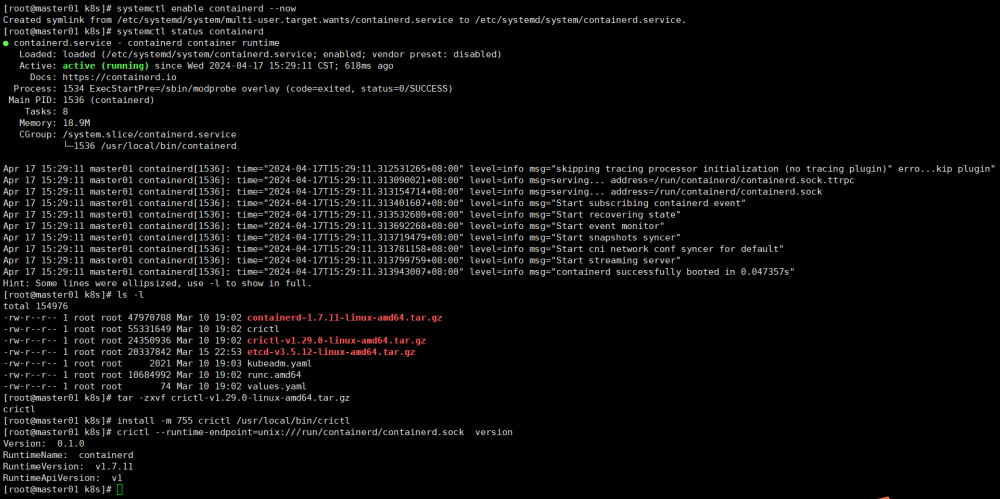 [root@master01 k8s]# systemctl enable containerd --now
Created symlink from /etc/systemd/system/multi-user.target.wants/containerd.service to /etc/systemd/system/containerd.service.
[root@master01 k8s]# systemctl status containerd
● containerd.service - containerd container runtime
   Loaded: loaded (/etc/systemd/system/containerd.service; enabled; vendor preset: disabled)
   Active: active (running) since Wed 2024-04-17 15:29:11 CST; 618ms ago
     Docs: https://containerd.io
  Process: 1534 ExecStartPre=/sbin/modprobe overlay (code=exited, status=0/SUCCESS)
 Main PID: 1536 (containerd)
    Tasks: 8
   Memory: 18.9M
   CGroup: /system.slice/containerd.service
           └─1536 /usr/local/bin/containerd
Apr 17 15:29:11 master01 containerd[1536]: time="2024-04-17T15:29:11.312531265+08:00" level=info msg="skipping tracing processor initialization (no tracing plugin)" erro...kip plugin"
Apr 17 15:29:11 master01 containerd[1536]: time="2024-04-17T15:29:11.313090021+08:00" level=info msg=serving... address=/run/containerd/containerd.sock.ttrpc
Apr 17 15:29:11 master01 containerd[1536]: time="2024-04-17T15:29:11.313154714+08:00" level=info msg=serving... address=/run/containerd/containerd.sock
Apr 17 15:29:11 master01 containerd[1536]: time="2024-04-17T15:29:11.313401607+08:00" level=info msg="Start subscribing containerd event"
Apr 17 15:29:11 master01 containerd[1536]: time="2024-04-17T15:29:11.313532680+08:00" level=info msg="Start recovering state"
Apr 17 15:29:11 master01 containerd[1536]: time="2024-04-17T15:29:11.313692268+08:00" level=info msg="Start event monitor"
Apr 17 15:29:11 master01 containerd[1536]: time="2024-04-17T15:29:11.313719479+08:00" level=info msg="Start snapshots syncer"
Apr 17 15:29:11 master01 containerd[1536]: time="2024-04-17T15:29:11.313781158+08:00" level=info msg="Start cni network conf syncer for default"
Apr 17 15:29:11 master01 containerd[1536]: time="2024-04-17T15:29:11.313799759+08:00" level=info msg="Start streaming server"
Apr 17 15:29:11 master01 containerd[1536]: time="2024-04-17T15:29:11.313943007+08:00" level=info msg="containerd successfully booted in 0.047357s"
Hint: Some lines were ellipsized, use -l to show in full.
[root@master01 k8s]# ls -l
total 154976
-rw-r--r-- 1 root root 47970788 Mar 10 19:02 containerd-1.7.11-linux-amd64.tar.gz
-rw-r--r-- 1 root root 55331649 Mar 10 19:02 crictl
-rw-r--r-- 1 root root 24350936 Mar 10 19:02 crictl-v1.29.0-linux-amd64.tar.gz
-rw-r--r-- 1 root root 20337842 Mar 15 22:53 etcd-v3.5.12-linux-amd64.tar.gz
-rw-r--r-- 1 root root     2021 Mar 10 19:03 kubeadm.yaml
-rw-r--r-- 1 root root 10684992 Mar 10 19:02 runc.amd64
-rw-r--r-- 1 root root       74 Mar 10 19:02 values.yaml
[root@master01 k8s]# tar -zxvf crictl-v1.29.0-linux-amd64.tar.gz
crictl
[root@master01 k8s]# install -m 755 crictl /usr/local/bin/crictl
[root@master01 k8s]# crictl --runtime-endpoint=unix:///run/containerd/containerd.sock  version
Version:  0.1.0
RuntimeName:  containerd
RuntimeVersion:  v1.7.11
RuntimeApiVersion:  v1
[root@master01 k8s]#